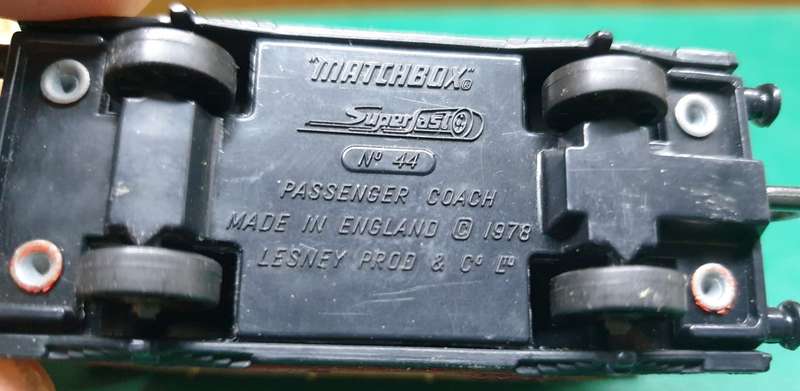 "MATCHBOX"©
Superfast
Nº 44
PASSENGER COACH
MADE IN ENGLAND © 1978
LESNEY PROD & Cº Lᵀᴰ